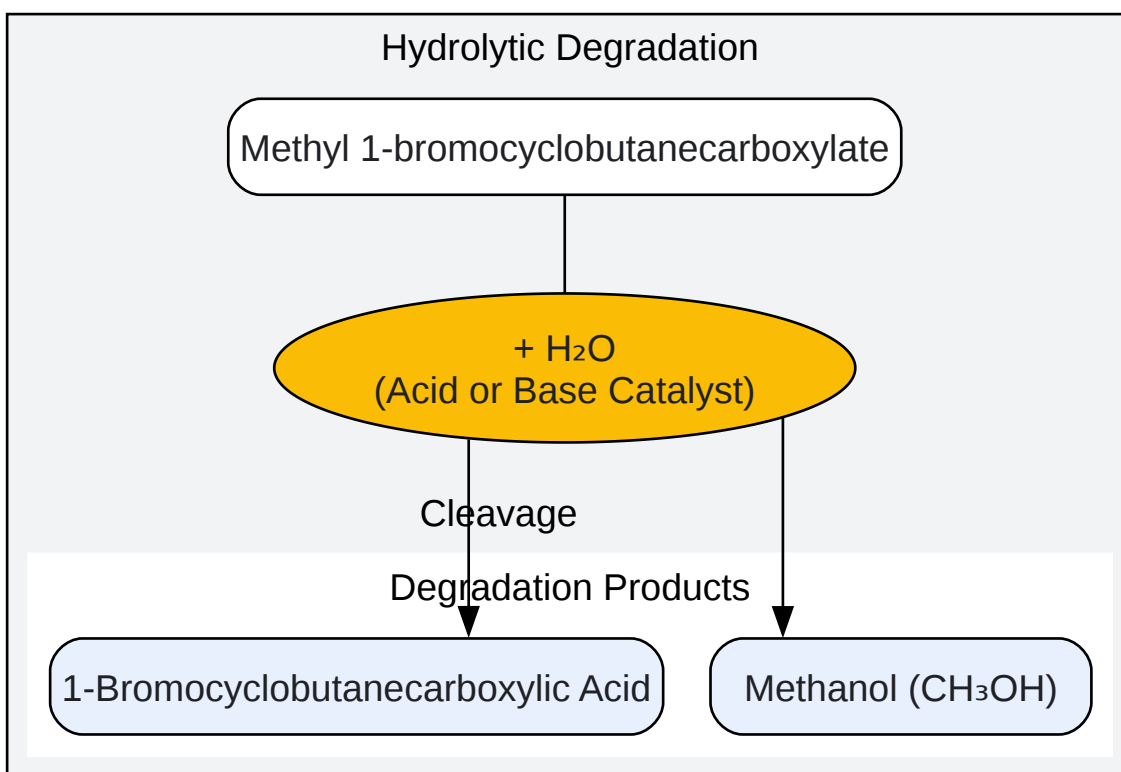 Hydrolytic Degradation
Methyl 1-bromocyclobutanecarboxylate
+ H₂O
(Acid or Base Catalyst)
Cleavage
Degradation Products
1-Bromocyclobutanecarboxylic Acid
Methanol (CH₃OH)